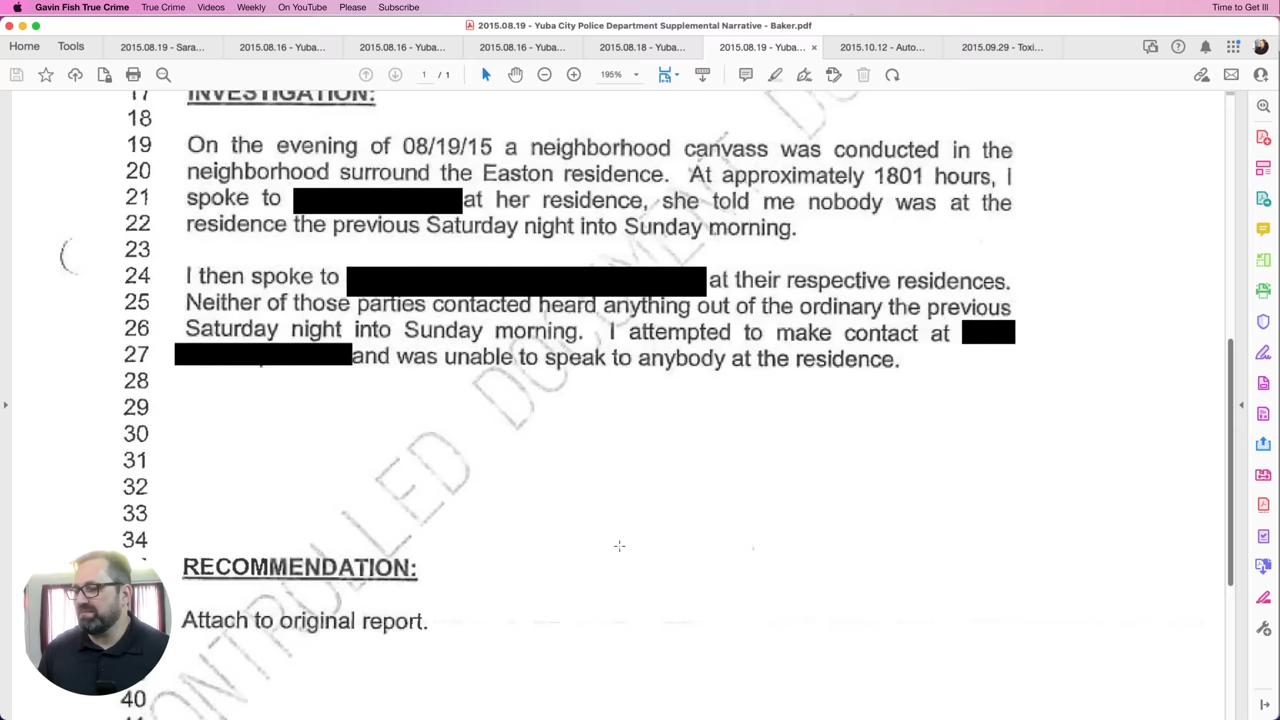 Gavin Fish True Crime True Crime Videos Weekly On YouTube Please Subscribe Time to Get Ill
2015.08.19 - Yuba City Police Department Supplemental Narrative - Baker.pdf
Home Tools 2015.08.19 - Sara... 2015.08.16 - Yuba... 2015.08.16 - Yuba... 2015.08.16 - Yuba... 2015.08.18 - Yuba... 2015.08.19 - Yuba... × 2015.10.12 - Auto... 2015.09.29 - Toxi...
1 / 1 195%
17 INVESTIGATION:
18
19 On the evening of 08/19/15 a neighborhood canvass was conducted in the
20 neighborhood surround the Easton residence. At approximately 1801 hours, I
21 spoke to at her residence, she told me nobody was at the
22 residence the previous Saturday night into Sunday morning.
23
24 I then spoke to at their respective residences.
25 Neither of those parties contacted heard anything out of the ordinary the previous
26 Saturday night into Sunday morning. I attempted to make contact at
27 and was unable to speak to anybody at the residence.
28
29
30
31
32
33
34
RECOMMENDATION:
Attach to original report.
40
CONTROLLED DOCUMENT